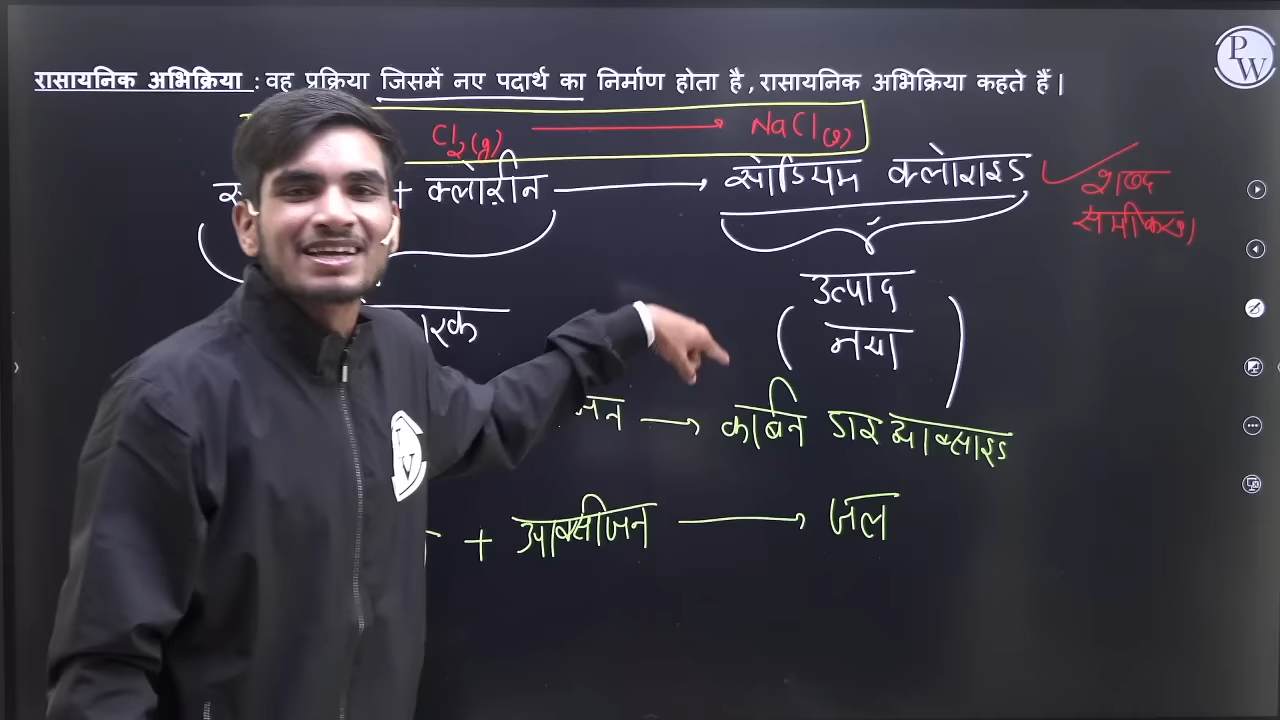 PW
रासायनिक अभिक्रिया : वह प्रक्रिया जिसमें नए पदार्थ का निर्माण होता है , रासायनिक अभिक्रिया कहते हैं |
Cl2(g) → NaCl(s)
+ क्लोरीन → सोडियम क्लोराइड
शब्द
समीकरण
उत्पाद
नया
→ कार्बन डाइ ऑक्साइड
+ आक्सीजन → जल